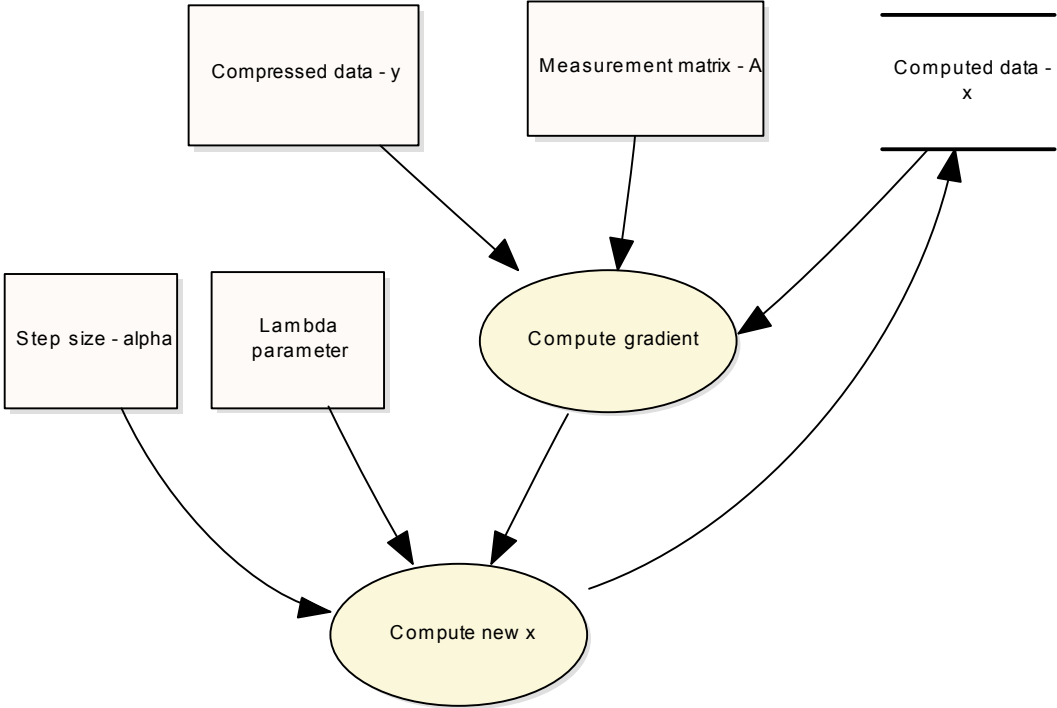 Compressed data - y
Measurement matrix - A
Computed data -
x
Step size - alpha
Lambda
parameter
Compute gradient
Compute new x